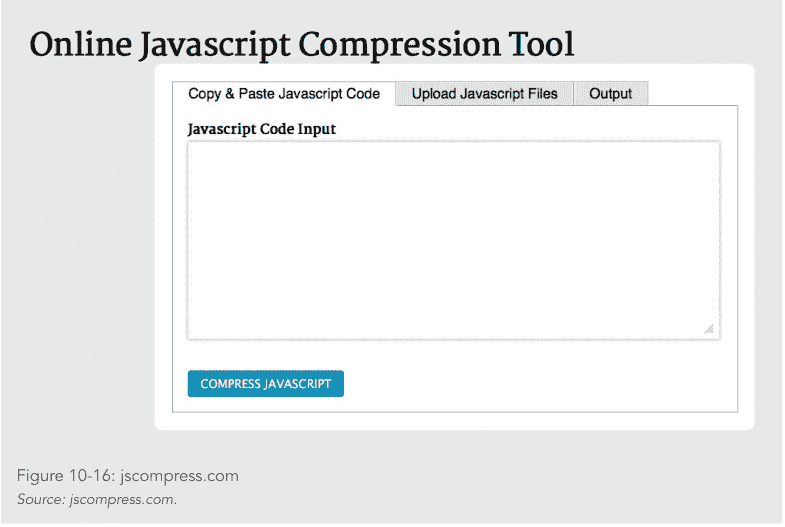 Online Javascript Compression Tool
Copy & Paste Javascript Code
Upload Javascript Files
Output
Javascript Code Input
COMPRESS JAVASCRIPT
Figure 10-16: jscompress.com
Source: jscompress.com.